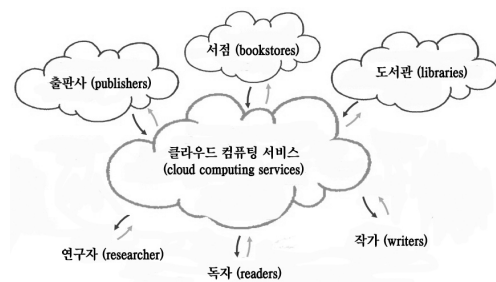 서점 (bookstores)
출판사 (publishers)
도서관 (libraries)
클라우드 컴퓨팅 서비스
(cloud computing services)
연구자 (researcher)
독자 (readers)
작가 (writers)